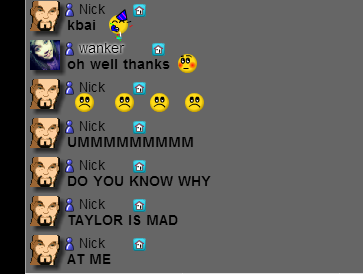 Nick
kbai
wanker
oh well thanks
Nick
Nick
UMMMMMMMMM
Nick
DO YOU KNOW WHY
Nick
TAYLOR IS MAD
Nick
AT ME